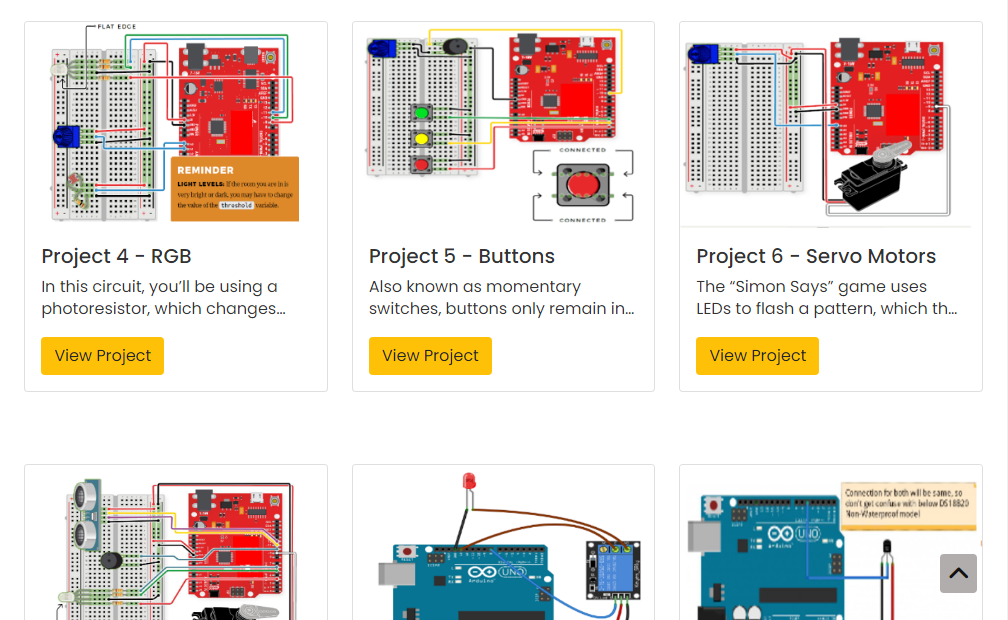 FLAT EDGE
REMINDER
LIGHT LEVELS: If the room you are in is
very bright or dark, you may have to change
the value of the threshold variable.
CONNECTED
CONNECTED
Project 4 - RGB
In this circuit, you’ll be using a
photoresistor, which changes...
View Project
Project 5 - Buttons
Also known as momentary
switches, buttons only remain in...
View Project
Project 6 - Servo Motors
The “Simon Says” game uses
LEDs to flash a pattern, which th...
View Project
UNO
Connection for both will be same, so
don't get confuse with below DS18B20
Non-Waterproof model
UNO